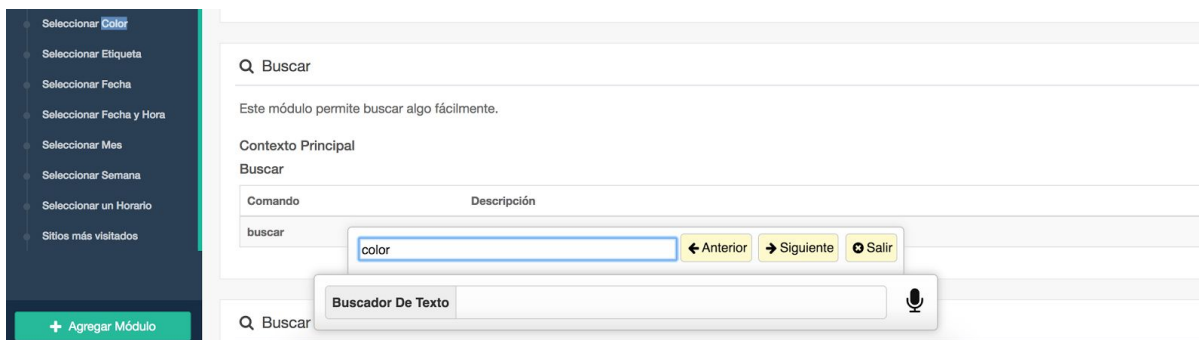 Seleccionar Color
Seleccionar Etiqueta
Seleccionar Fecha
Seleccionar Fecha y Hora
Seleccionar Mes
Seleccionar Semana
Seleccionar un Horario
Sitios más visitados
Agregar Módulo
Buscar
Este módulo permite buscar algo fácilmente.
Contexto Principal
Buscar
Comando Descripción
buscar
color Anterior Siguiente Salir
Buscador De Texto
Buscar